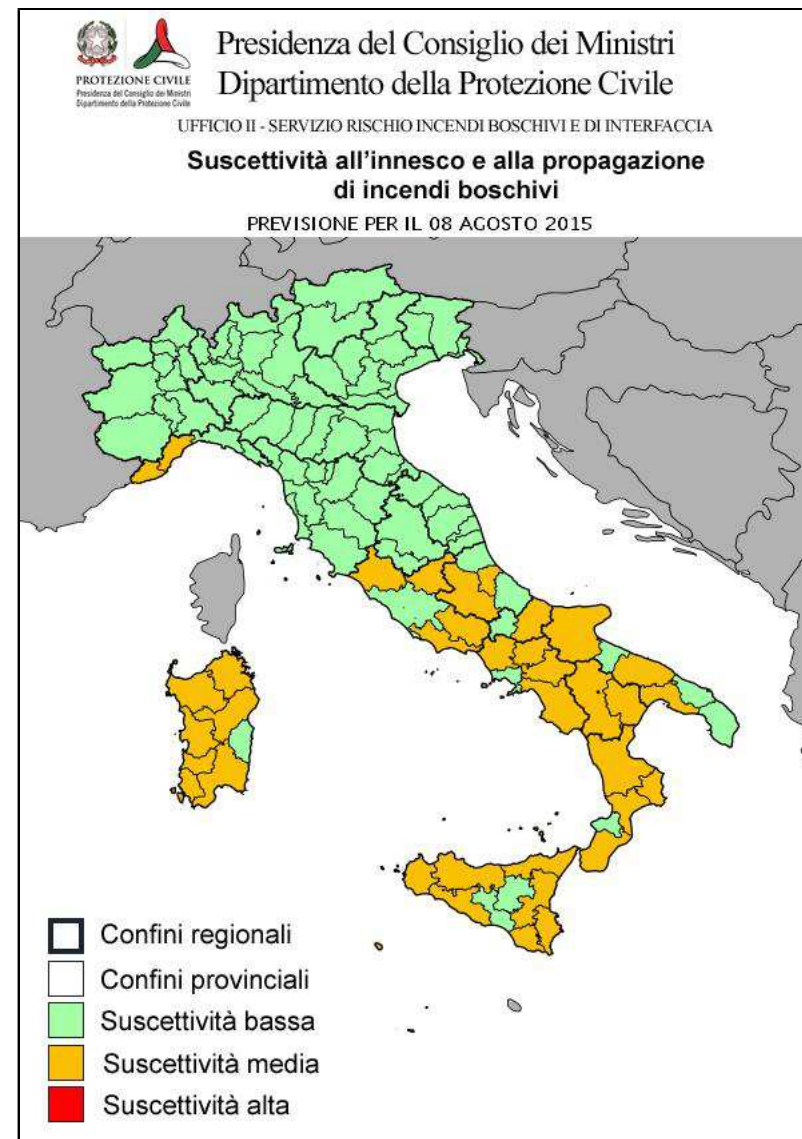 Presidenza del Consiglio dei Ministri
Dipartimento della Protezione Civile
PROTEZIONE CIVILE
Presidenza del Consiglio dei Ministri
Dipartimento della Protezione Civile
UFFICIO II - SERVIZIO RISCHIO INCENDI BOSCHIVI E DI INTERFACCIA
Suscettività all'innesco e alla propagazione
di incendi boschivi
PREVISIONE PER IL 08 AGOSTO 2015
Confini regionali
Confini provinciali
Suscettività bassa
Suscettività media
Suscettività alta